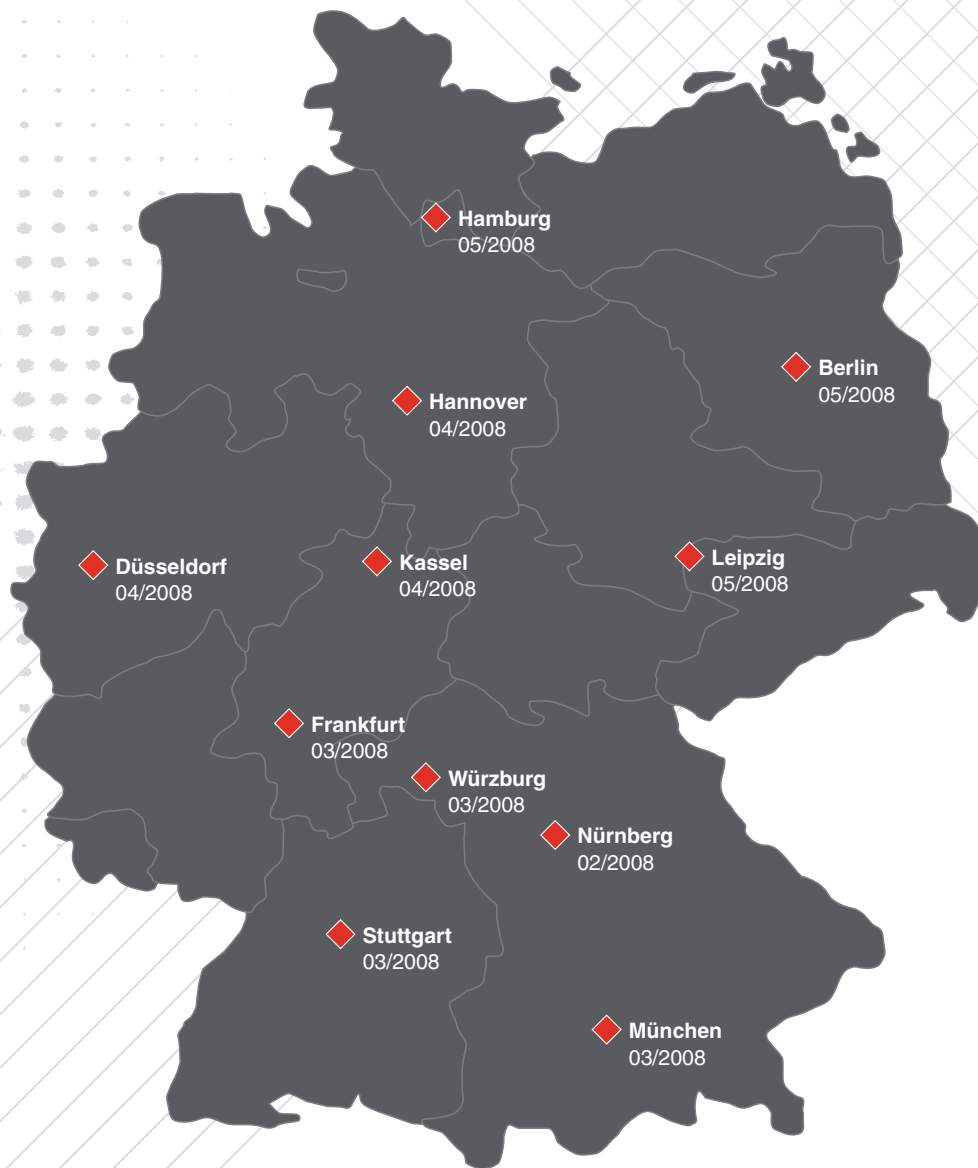 Hamburg
05/2008
Berlin
05/2008
Hannover
04/2008
Düsseldorf
04/2008
Kassel
04/2008
Leipzig
05/2008
Frankfurt
03/2008
Würzburg
03/2008
Nürnberg
02/2008
Stuttgart
03/2008
München
03/2008